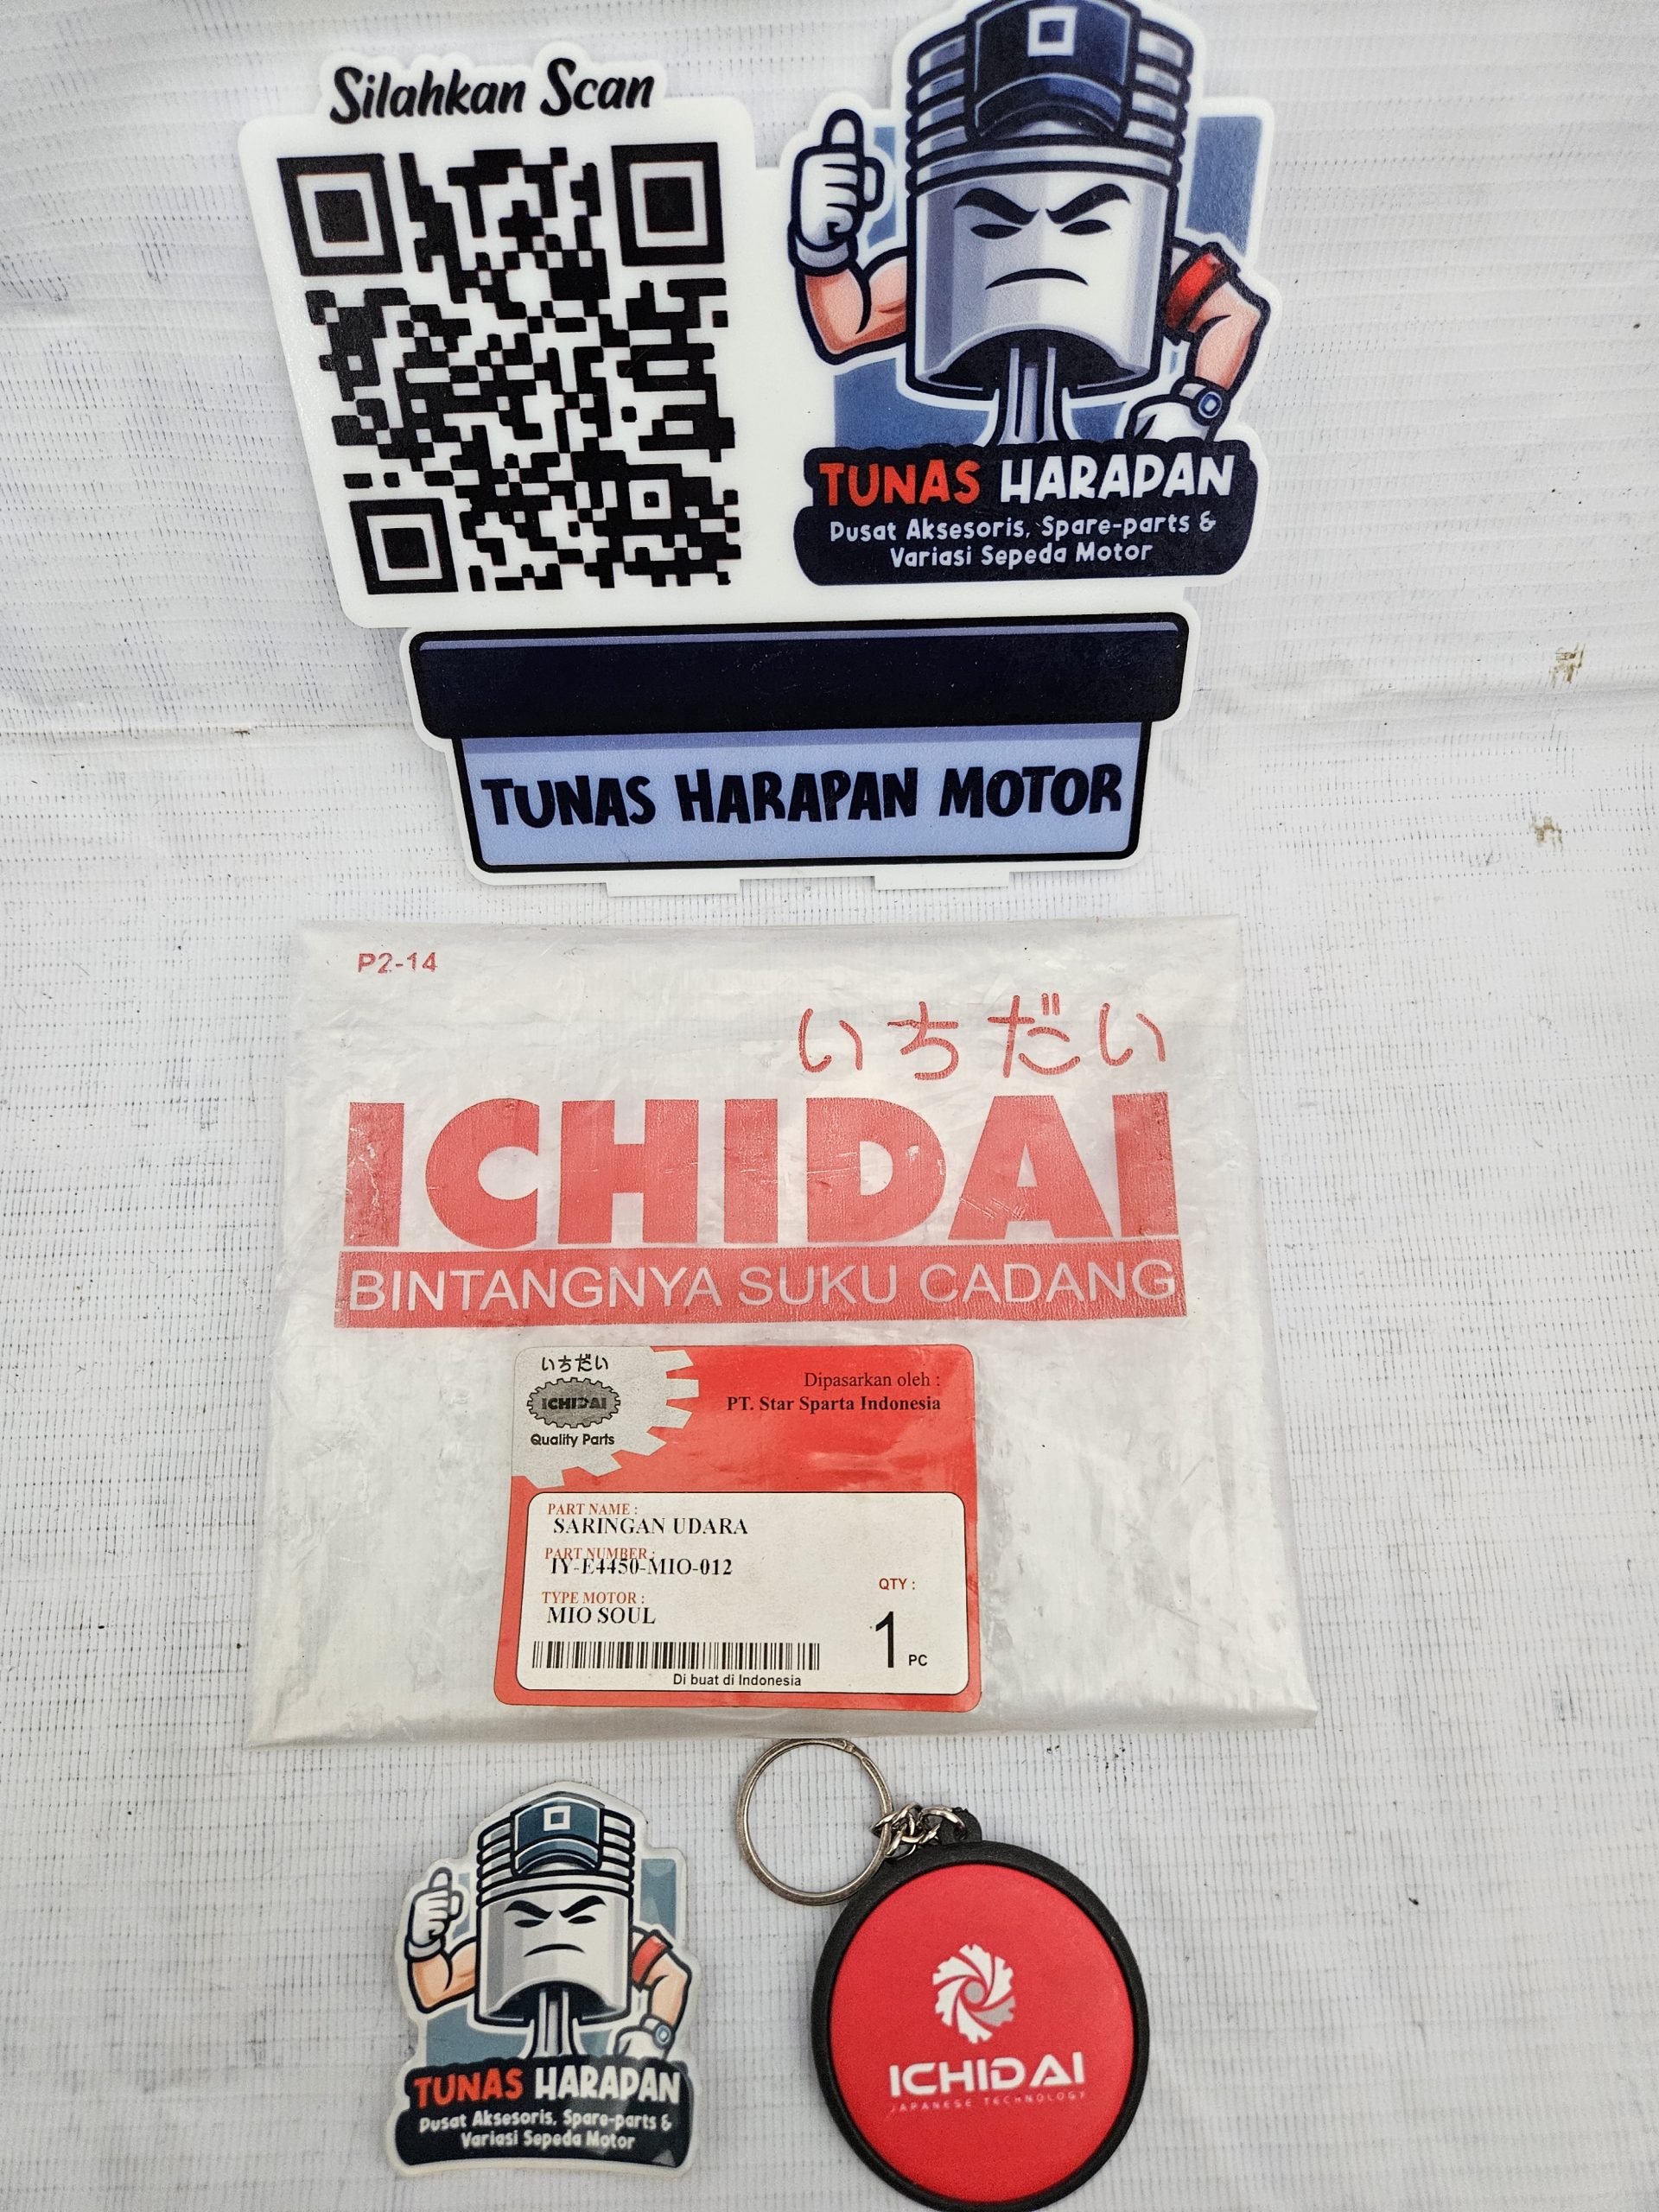 Silahkan Scan
TUNAS HARAPAN
Pusat Aksesoris, Spare-parts &
Variasi Sepeda Motor
TUNAS HARAPAN MOTOR
P2-14
いちだい
ICHIDAI
BINTANGNYA SUKU CADANG
いちだい
ICHIDAI
Quality Parts
Dipasarkan oleh :
PT. Star Sparta Indonesia
PART NAME :
SARINGAN UDARA
PART NUMBER :
IY-E4450-MIO-012
TYPE MOTOR :
MIO SOUL
QTY :
1 PC
Di buat di Indonesia
TUNAS HARAPAN
Pusat Aksesoris, Spare-parts &
Variasi Sepeda Motor
ICHIDAI
JAPANESE TECHNOLOGY